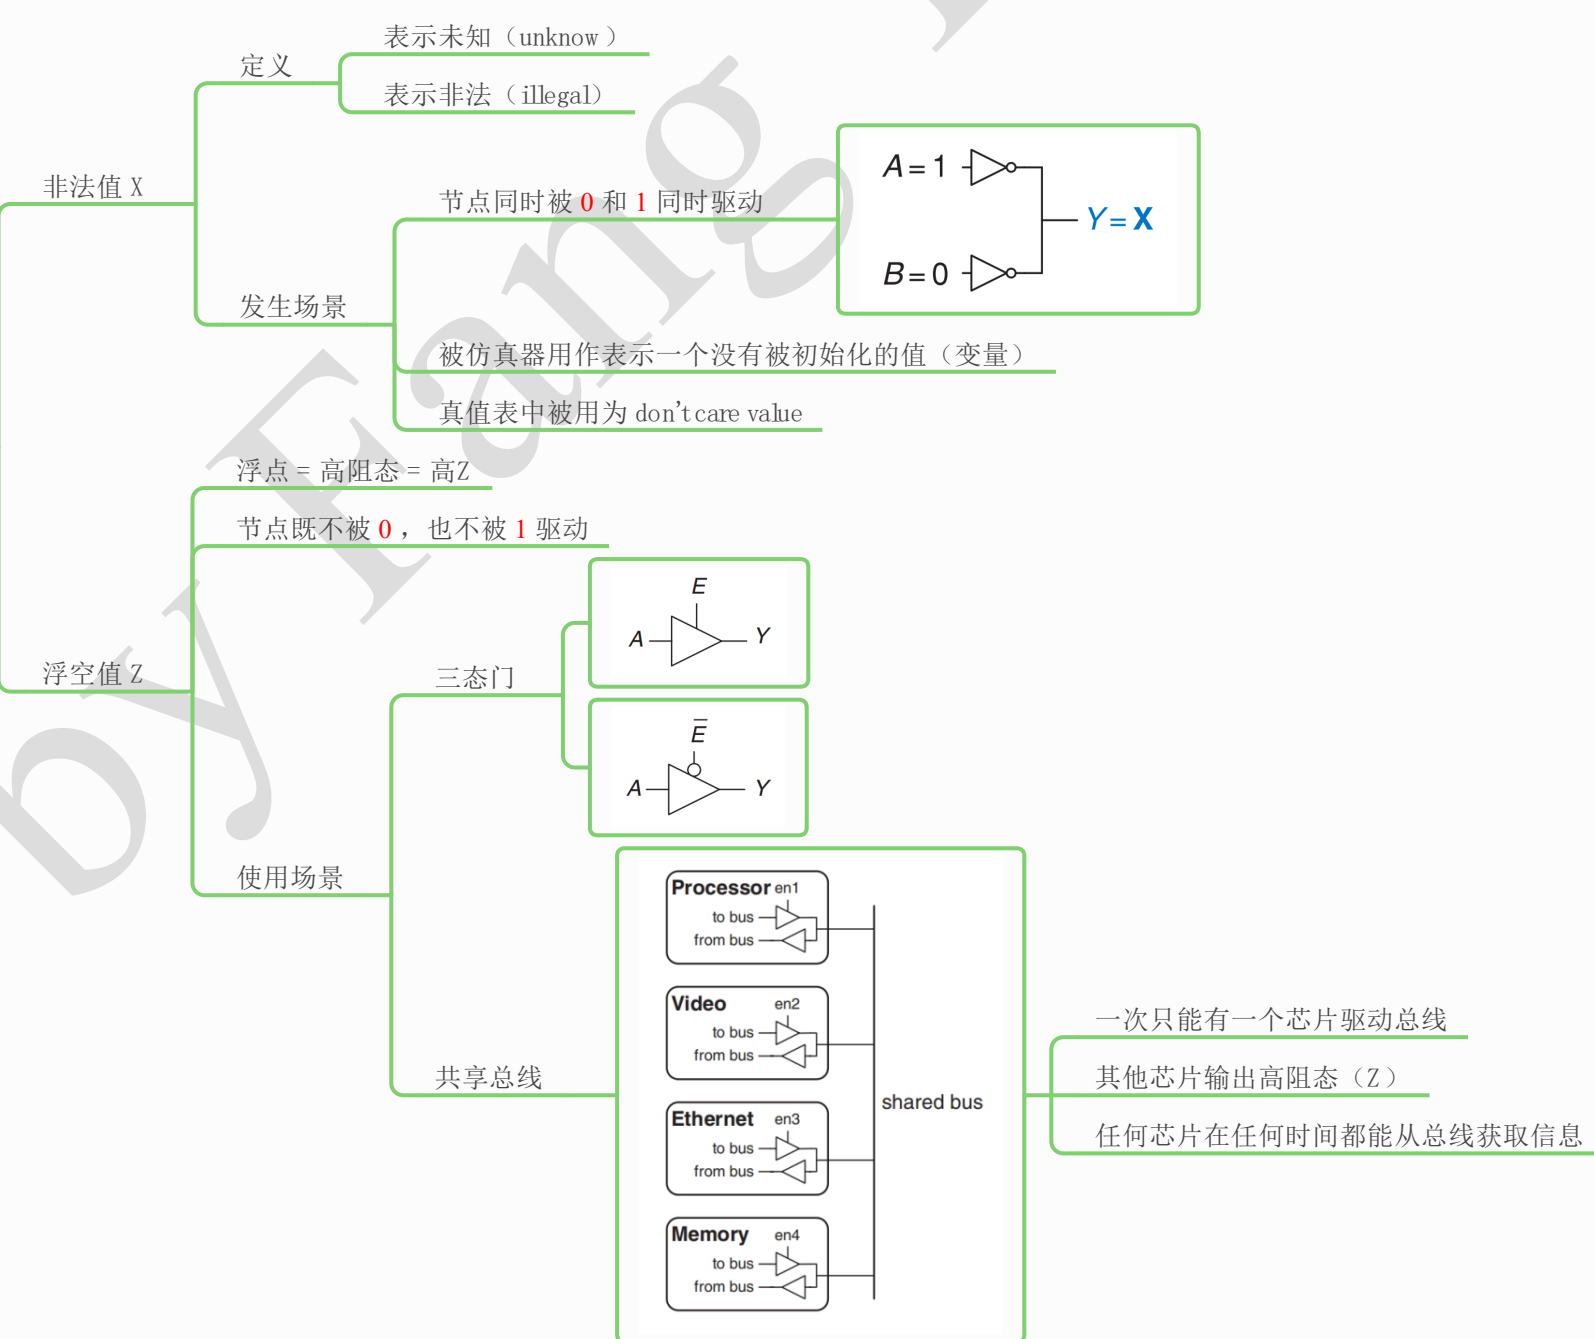 非法值 X
定义
表示未知（unknow）
表示非法（illegal）
发生场景
节点同时被 0 和 1 同时驱动
A = 1
B = 0
Y = X
被仿真器用作表示一个没有被初始化的值（变量）
真值表中被用为 don't care value
浮空值 Z
浮点 = 高阻态 = 高Z
节点既不被 0 ，也不被 1 驱动
使用场景
三态门
E
A
Y
E̅
A
Y
共享总线
Processor en1
to bus
from bus
Video en2
to bus
from bus
Ethernet en3
to bus
from bus
Memory en4
to bus
from bus
shared bus
一次只能有一个芯片驱动总线
其他芯片输出高阻态（Z）
任何芯片在任何时间都能从总线获取信息
by Fang